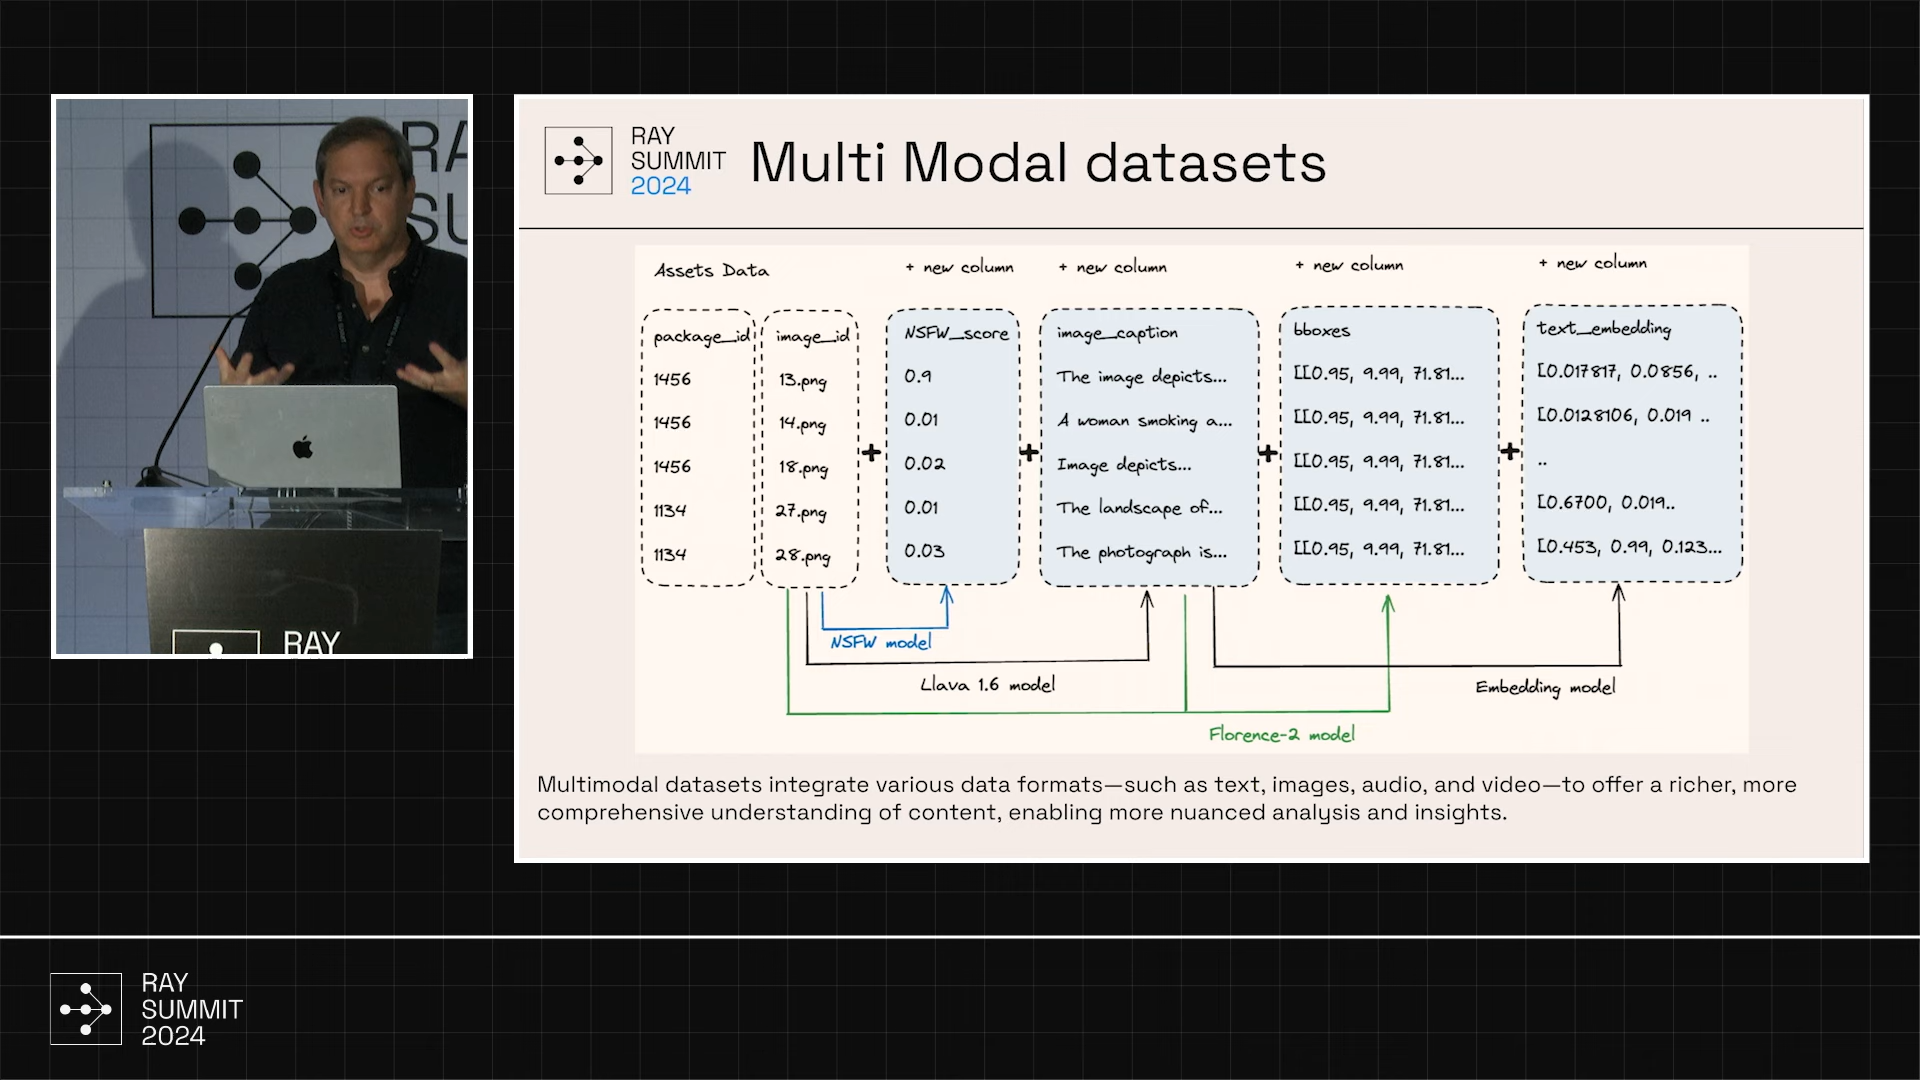 RAY
SUMMIT
2024
Multi Modal datasets
Assets Data
+ new column
+ new column
+ new column
+ new column
package_id image_id NSFW_score image_caption bboxes text_embedding
1456 13.png 0.9 The image depicts... [[0.95, 9.99, 71.81... [0.017817, 0.0856, ..
1456 14.png 0.01 A woman smoking a... [[0.95, 9.99, 71.81... [0.0128106, 0.019 ..
1456 18.png + 0.02 + Image depicts... + [[0.95, 9.99, 71.81... + ..
1134 27.png 0.01 The landscape of... [[0.95, 9.99, 71.81... [0.6700, 0.019..
1134 28.png 0.03 The photograph is... [[0.95, 9.99, 71.81... [0.453, 0.99, 0.123...
NSFW model
Llava 1.6 model
Embedding model
Florence-2 model
Multimodal datasets integrate various data formats—such as text, images, audio, and video—to offer a richer, more
comprehensive understanding of content, enabling more nuanced analysis and insights.
RA
SU
RAY
RAY
SUMMIT
2024